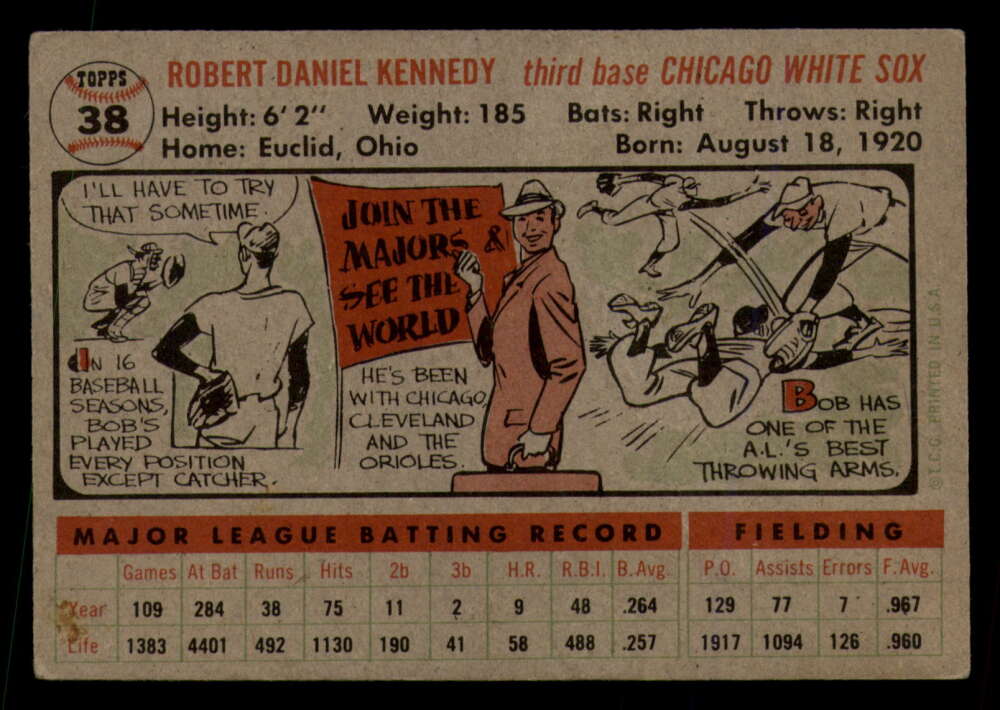 TOPPS
38
ROBERT DANIEL KENNEDY third base CHICAGO WHITE SOX
Height: 6' 2" Weight: 185 Bats: Right Throws: Right
Home: Euclid, Ohio Born: August 18, 1920
I'LL HAVE TO TRY
THAT SOMETIME.
IN 16
BASEBALL
SEASONS,
BOB'S
PLAYED
EVERY POSITION
EXCEPT CATCHER.
JOIN THE
MAJORS &
SEE THE
WORLD
HE'S BEEN
WITH CHICAGO,
CLEVELAND
AND THE
ORIOLES.
BOB HAS
ONE OF THE
A.L.'S BEST
THROWING ARMS.
© T.C.G. PRINTED IN U.S.A.
MAJOR LEAGUE BATTING RECORD FIELDING
Games At Bat Runs Hits 2b 3b H.R. R.B.I. B.Avg. P.O. Assists Errors F.Avg.
Year 109 284 38 75 11 2 9 48 .264 129 77 7 .967
Life 1383 4401 492 1130 190 41 58 488 .257 1917 1094 126 .960